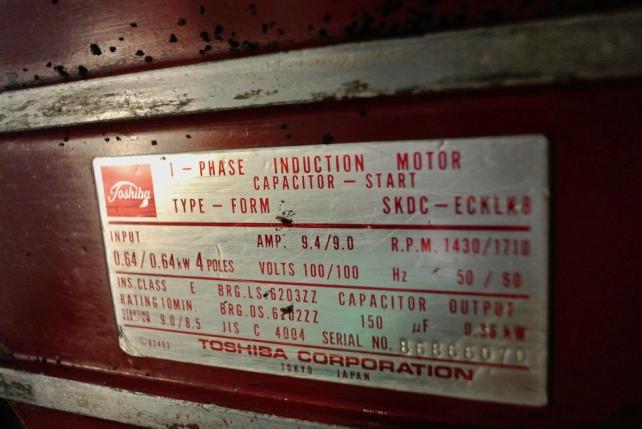 Toshiba
1-PHASE INDUCTION MOTOR
CAPACITOR-START
TYPE-FORM SKDC-ECKLK8
INPUT AMP. 9.4/9.0 R.P.M. 1430/1710
0.64/0.64kW 4 POLES VOLTS 100/100 Hz 50/60
INS.CLASS E BRG.LS.6203ZZ CAPACITOR OUTPUT
RATING 10MIN. BRG.OS.6202ZZ 150 µF 0.36 kW
9.0/8.5 JIS C 4004 SERIAL NO. 86866070
TOSHIBA CORPORATION
TOKYO JAPAN